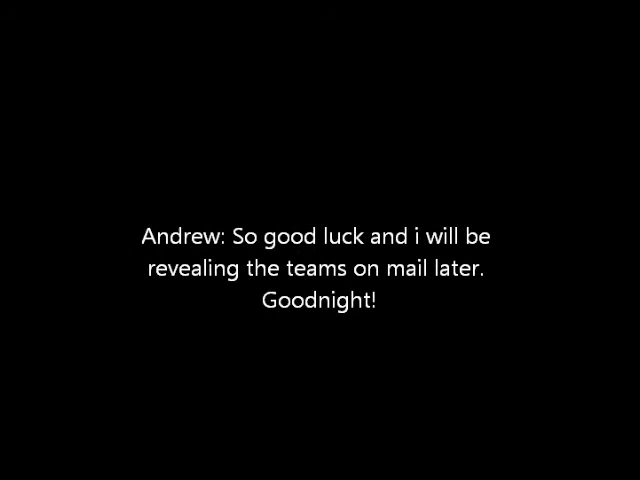 Andrew: So good luck and i will be
revealing the teams on mail later.
Goodnight!